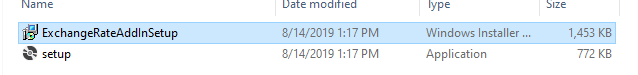 Name Date modified Type Size
ExchangeRateAddInSetup 8/14/2019 1:17 PM Windows Installer ... 1,453 KB
setup 8/14/2019 1:17 PM Application 772 KB